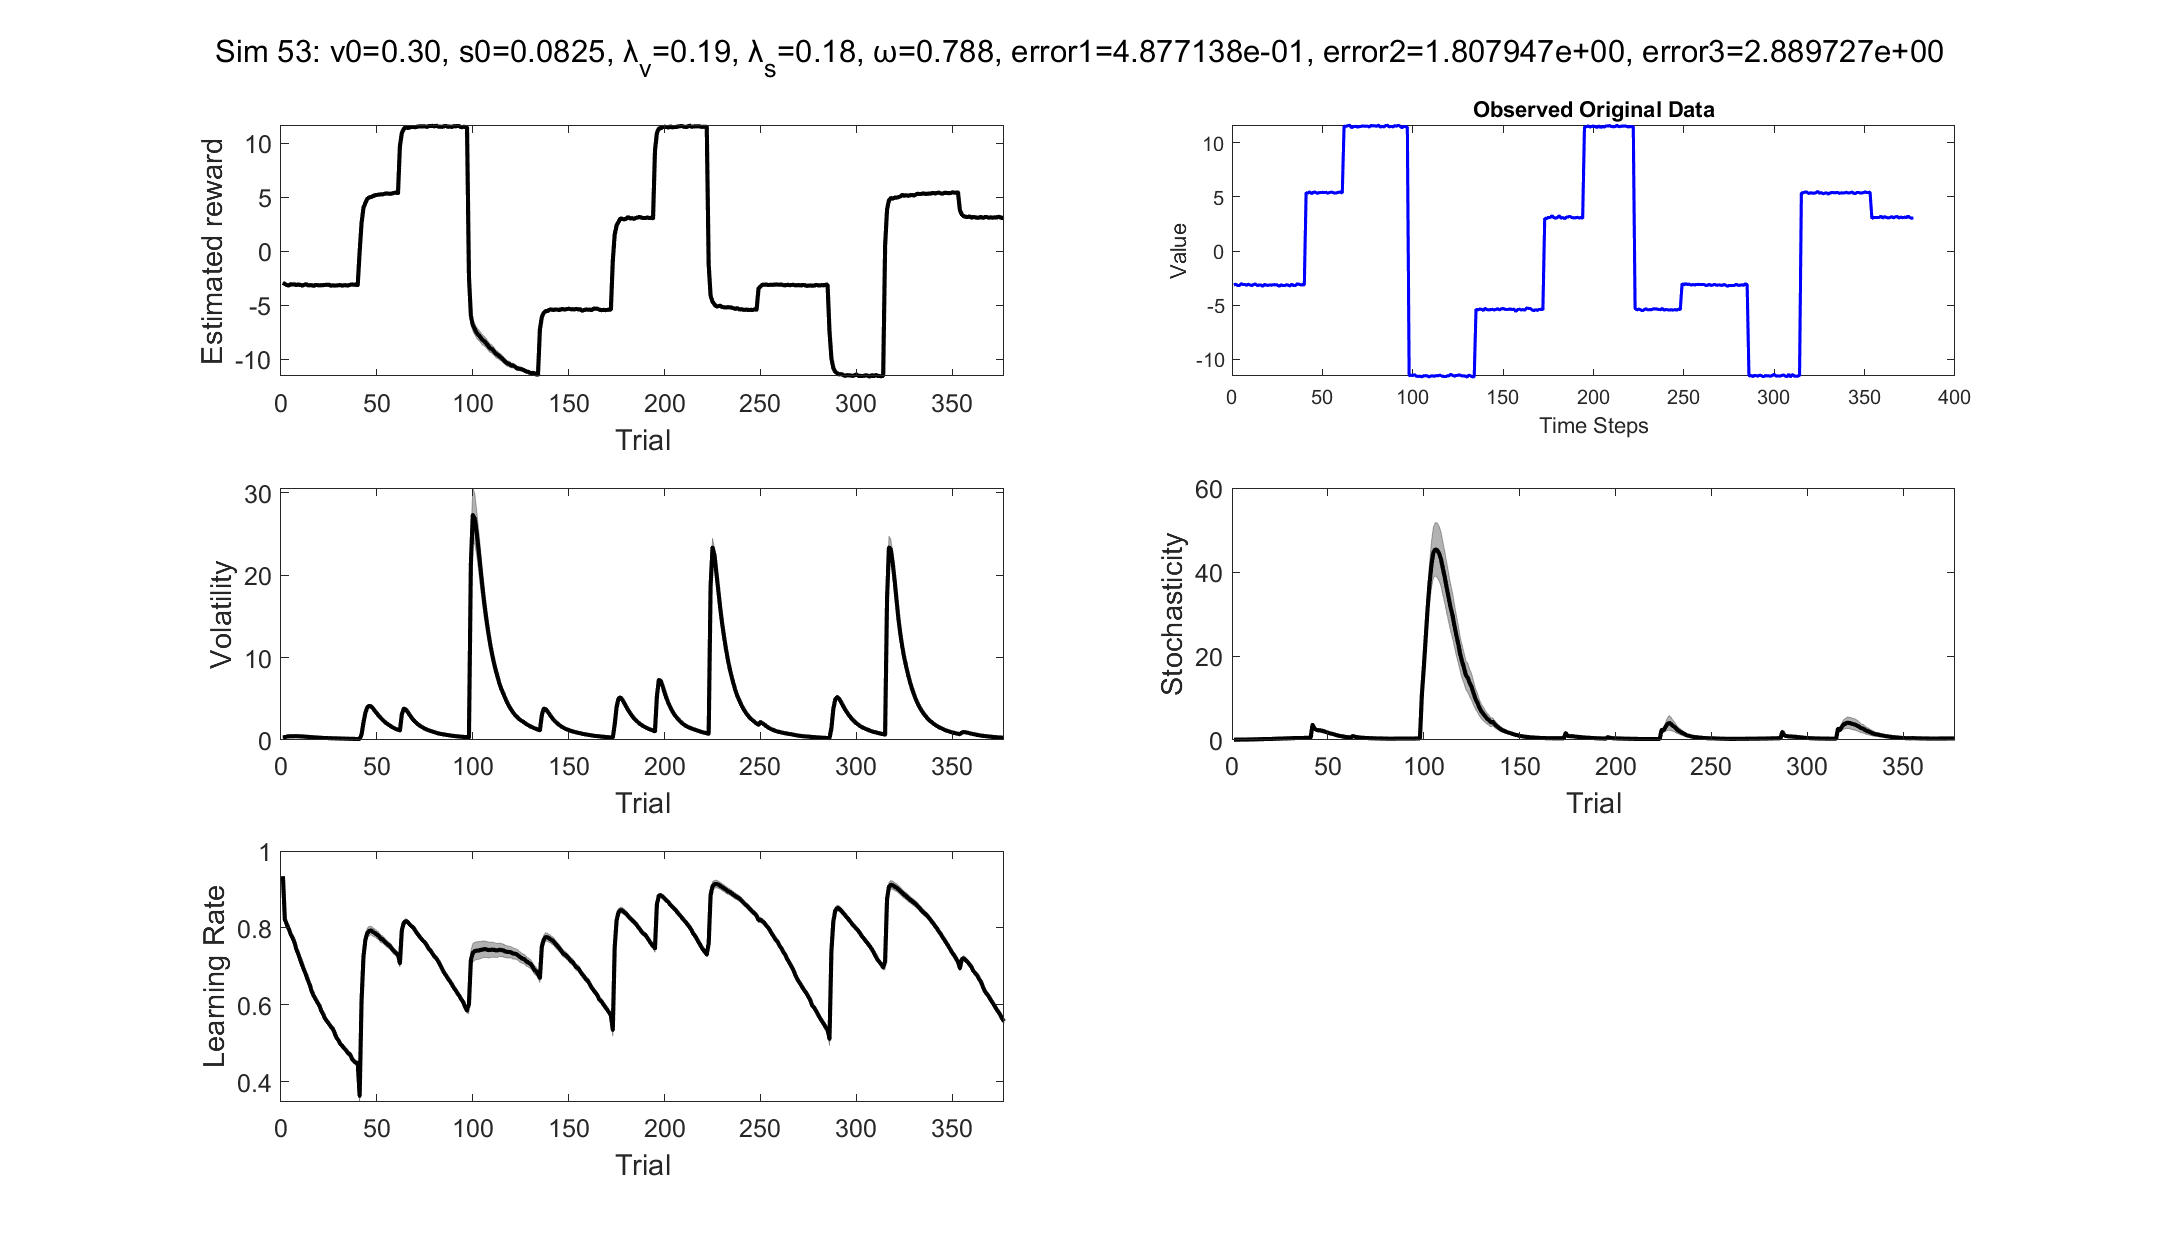 Sim 53: v0=0.30, s0=0.0825, λv=0.19, λs=0.18, ω=0.788, error1=4.877138e-01, error2=1.807947e+00, error3=2.889727e+00
Estimated reward
10
5
0
-5
-10
0 50 100 150 200 250 300 350
Trial
Observed Original Data
Value
10
5
0
-5
-10
0 50 100 150 200 250 300 350 400
Time Steps
Volatility
30
20
10
0
0 50 100 150 200 250 300 350
Trial
Stochasticity
60
40
20
0
0 50 100 150 200 250 300 350
Trial
Learning Rate
1
0.8
0.6
0.4
0 50 100 150 200 250 300 350
Trial